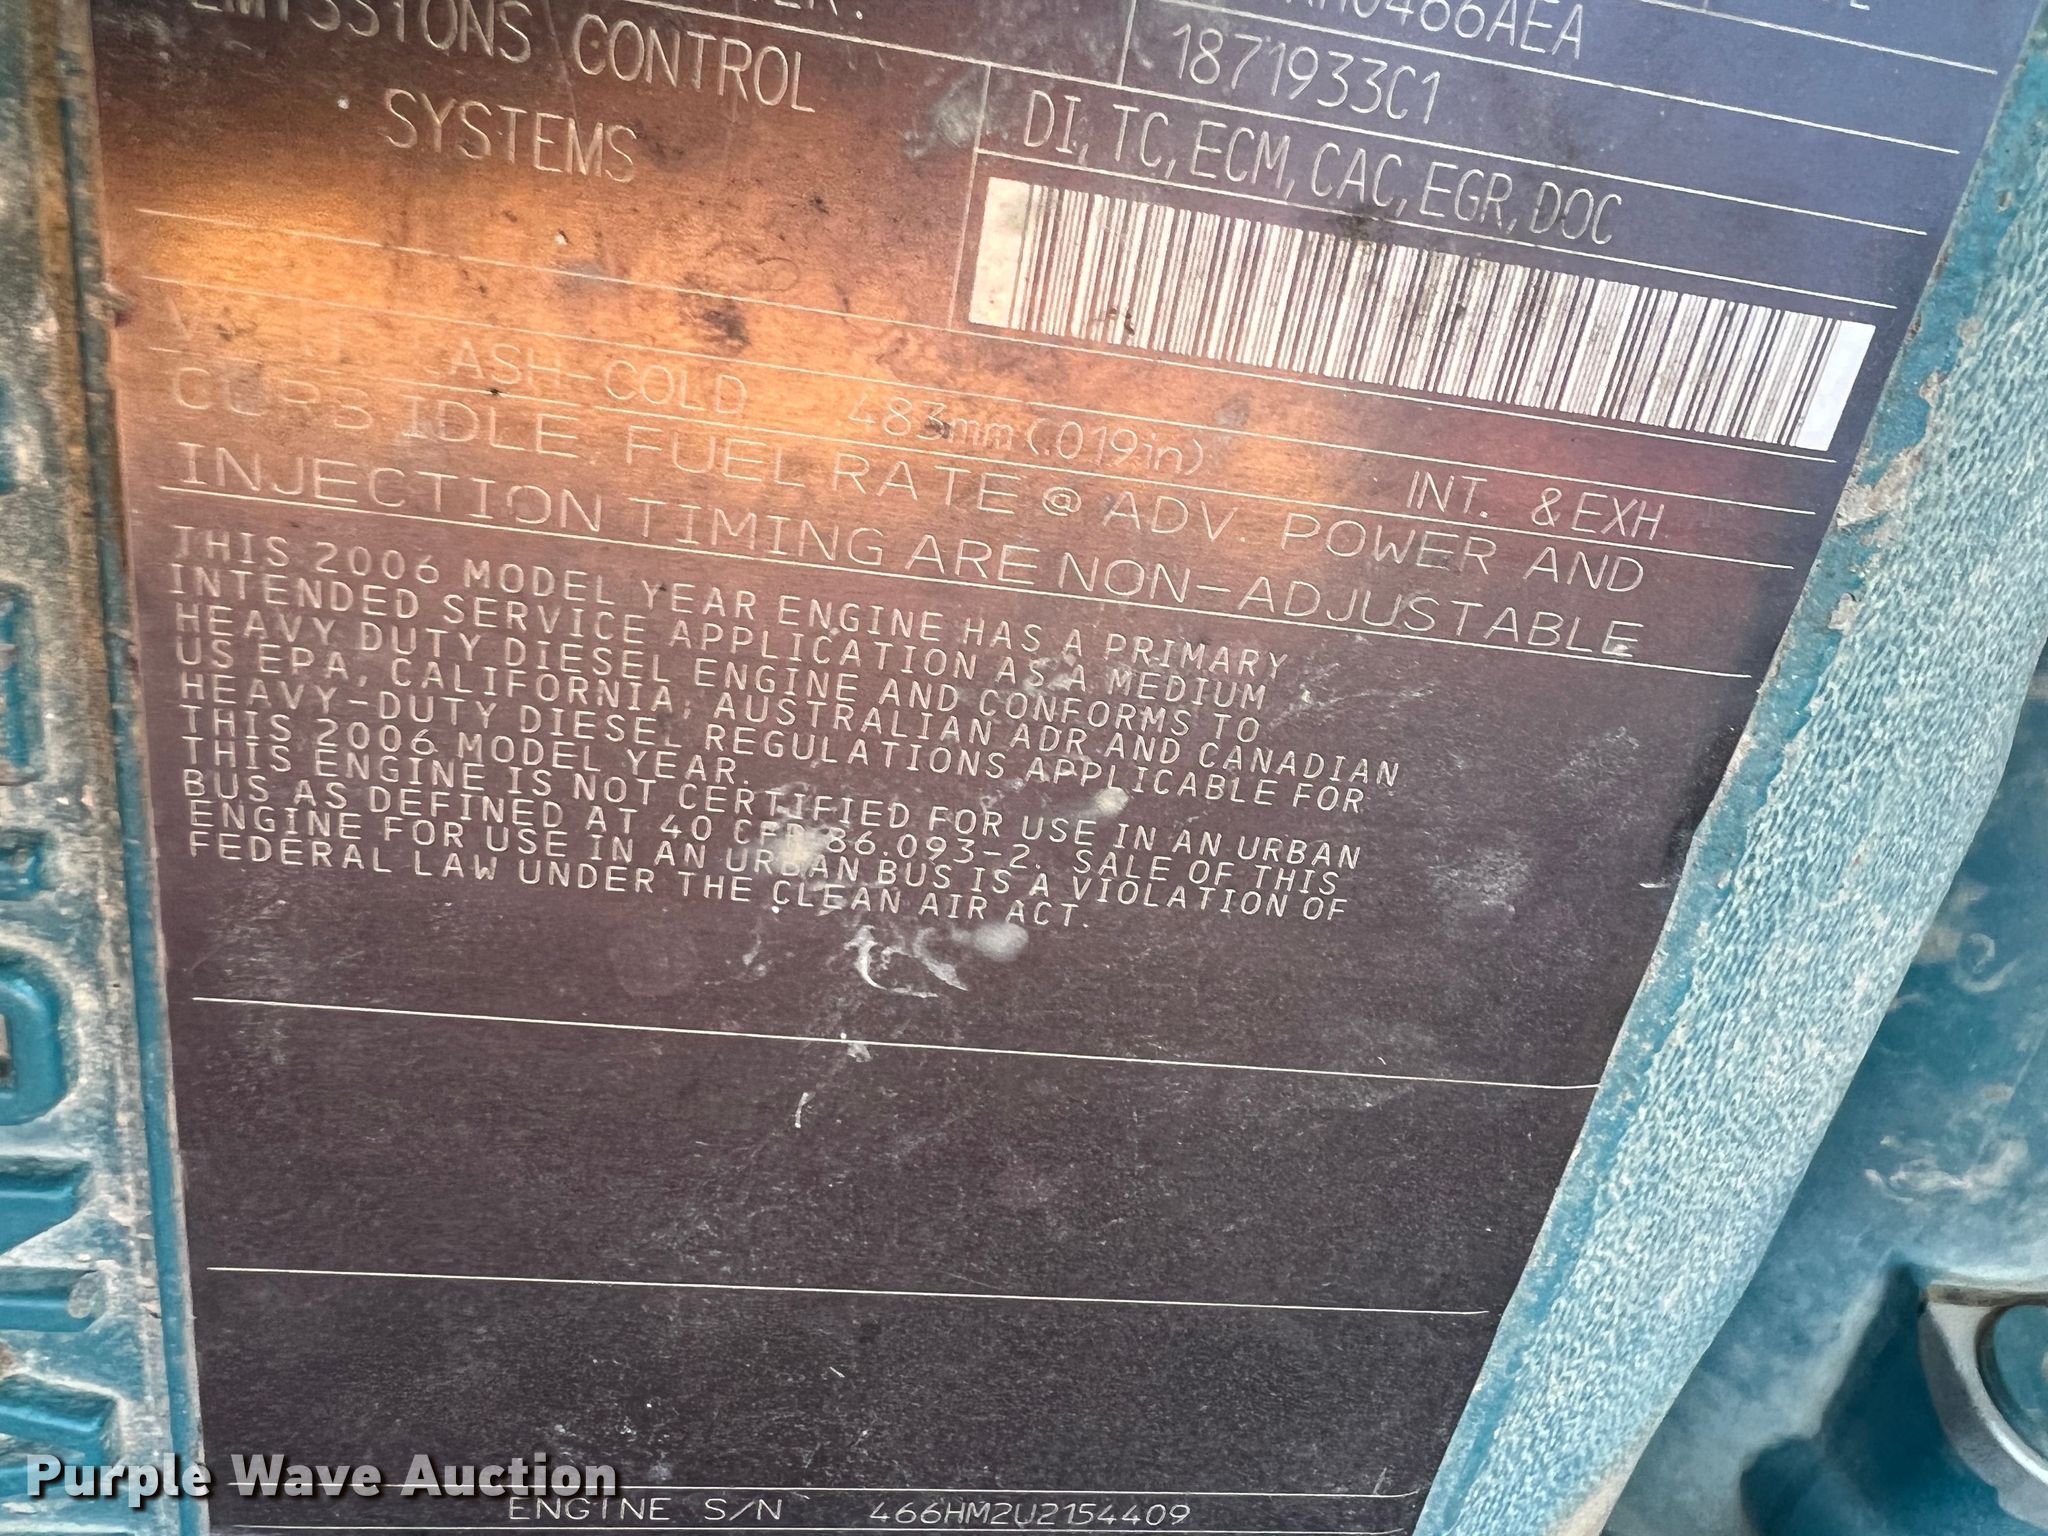 EMISSIONS CONTROL
SYSTEMS
0466AEA
1871933C1
DI, TC, ECM, CAC, EGR, DOC
LASH-COLD .483mm (.019in) INT. & EXH.
IDLE, FUEL RATE @ ADV. POWER AND
INJECTION TIMING ARE NON-ADJUSTABLE
THIS 2006 MODEL YEAR ENGINE HAS A PRIMARY
INTENDED SERVICE APPLICATION AS A MEDIUM
HEAVY DUTY DIESEL ENGINE AND CONFORMS TO
US EPA, CALIFORNIA, AUSTRALIAN ADR AND CANADIAN
HEAVY-DUTY DIESEL REGULATIONS APPLICABLE FOR
THIS 2006 MODEL YEAR.
THIS ENGINE IS NOT CERTIFIED FOR USE IN AN URBAN
BUS AS DEFINED AT 40 CFR 86.093-2. SALE OF THIS
ENGINE FOR USE IN AN URBAN BUS IS A VIOLATION OF
FEDERAL LAW UNDER THE CLEAN AIR ACT.
ENGINE S/N 466HM2U2154409
Purple Wave Auction